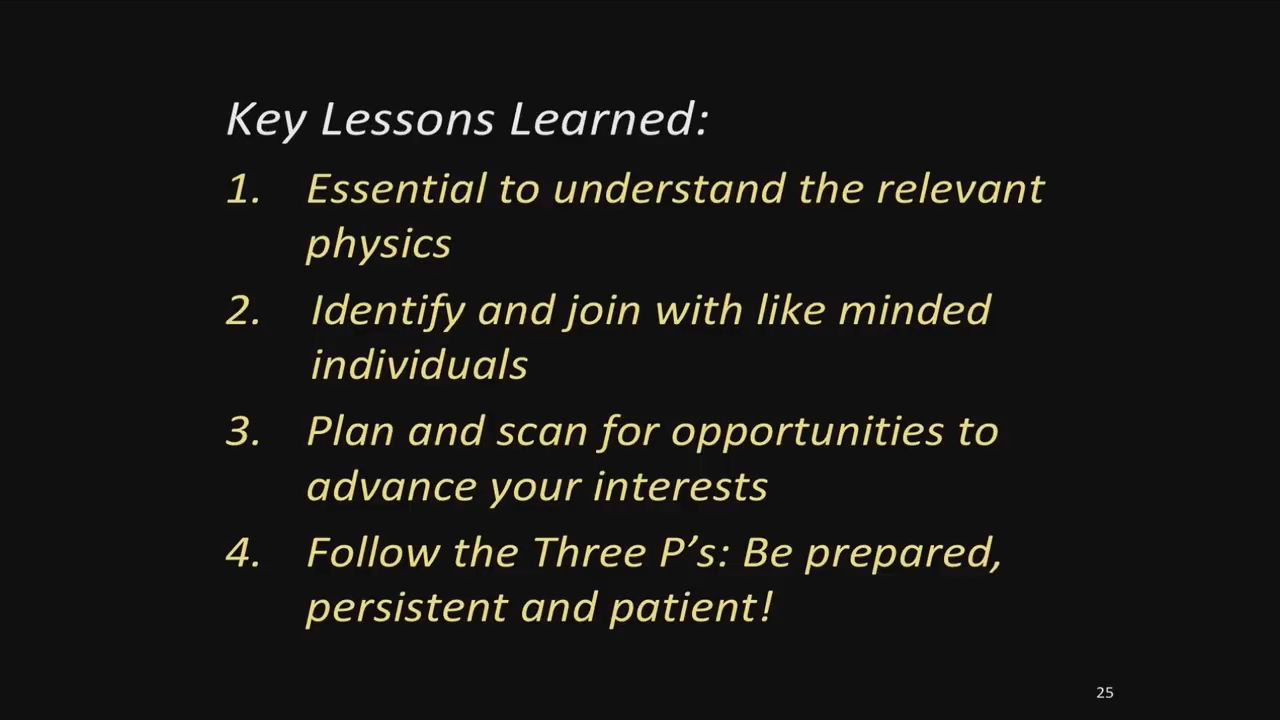 Key Lessons Learned:
1. Essential to understand the relevant
physics
2. Identify and join with like minded
individuals
3. Plan and scan for opportunities to
advance your interests
4. Follow the Three P’s: Be prepared,
persistent and patient!
25